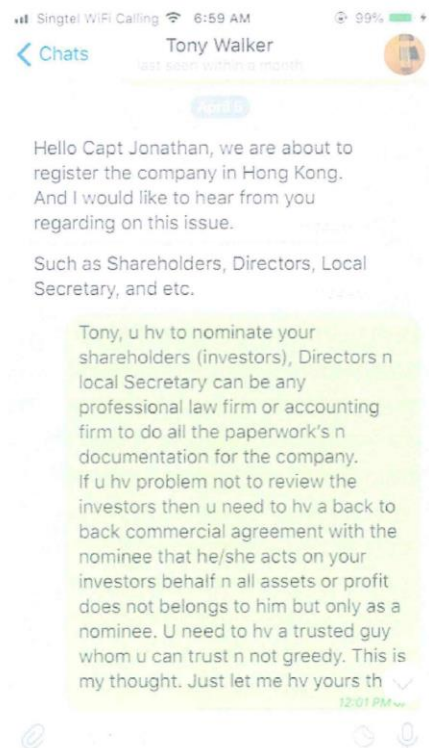 Singtel WiFi Calling 6:59 AM 99%
Chats
Tony Walker
last seen within a month
April 5
Hello Capt Jonathan, we are about to
register the company in Hong Kong.
And I would like to hear from you
regarding on this issue.
Such as Shareholders, Directors, Local
Secretary, and etc.
Tony, u hv to nominate your
shareholders (investors), Directors n
local Secretary can be any
professional law firm or accounting
firm to do all the paperwork's n
documentation for the company.
If u hv problem not to review the
investors then u need to hv a back to
back commercial agreement with the
nominee that he/she acts on your
investors behalf n all assets or profit
does not belongs to him but only as a
nominee. U need to hv a trusted guy
whom u can trust n not greedy. This is
my thought. Just let me hv yours th
12:01 PM